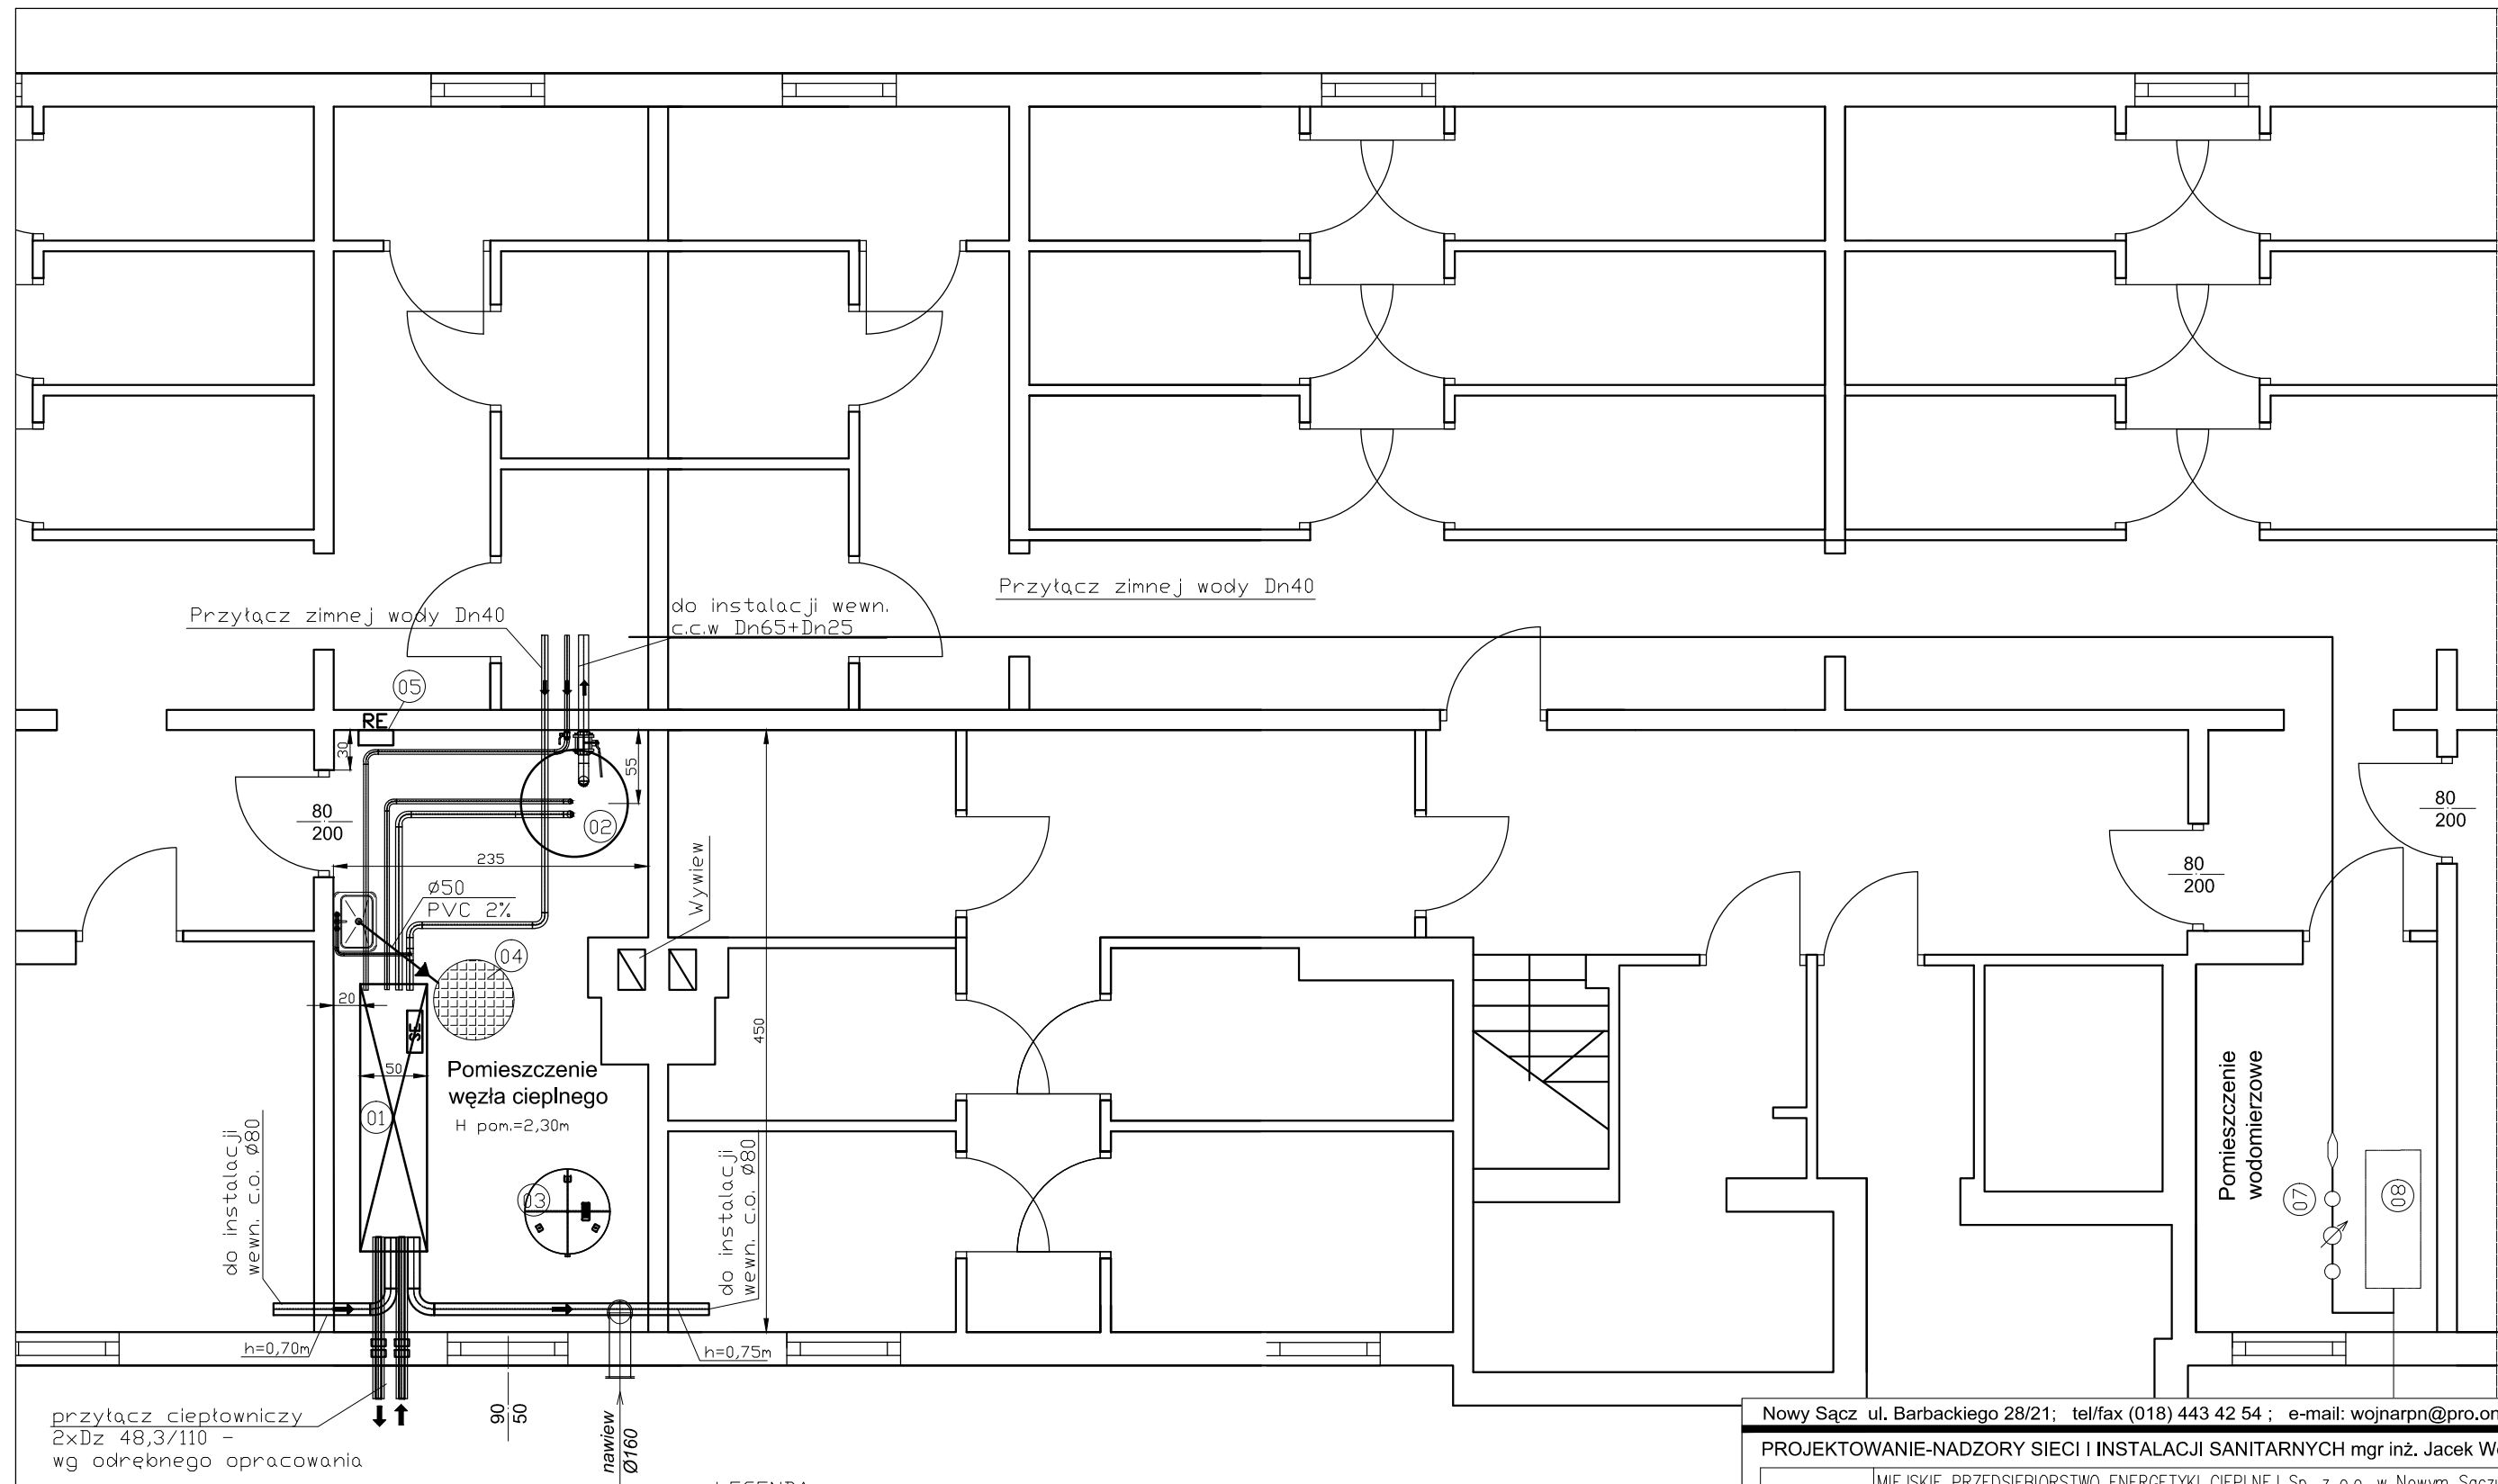 Przyłącz zimnej wody Dn40
do instalacji wewn.
c.c.w Dn65+Dn25
Przyłącz zimnej wody Dn40
05
RE
30
55
80
200
02
235
Wywiew
ø50
PVC 2%
04
20
SE
50
450
Pomieszczenie
węzła cieplnego
H pom.=2,30m
01
03
do instalacji
wewn. c.o. ø80
do instalacji
wewn. c.o. ø80
h=0,70m
h=0,75m
przyłącz ciepłowniczy
2xDz 48,3/110 -
wg odrębnego opracowania
90
50
nawiew
Ø160
80
200
80
200
Pomieszczenie
wodomierzowe
07
08
Nowy Sącz ul. Barbackiego 28/21; tel/fax (018) 443 42 54 ; e-mail: wojnarpn@pro.on
PROJEKTOWANIE-NADZORY SIECI I INSTALACJI SANITARNYCH mgr inż. Jacek